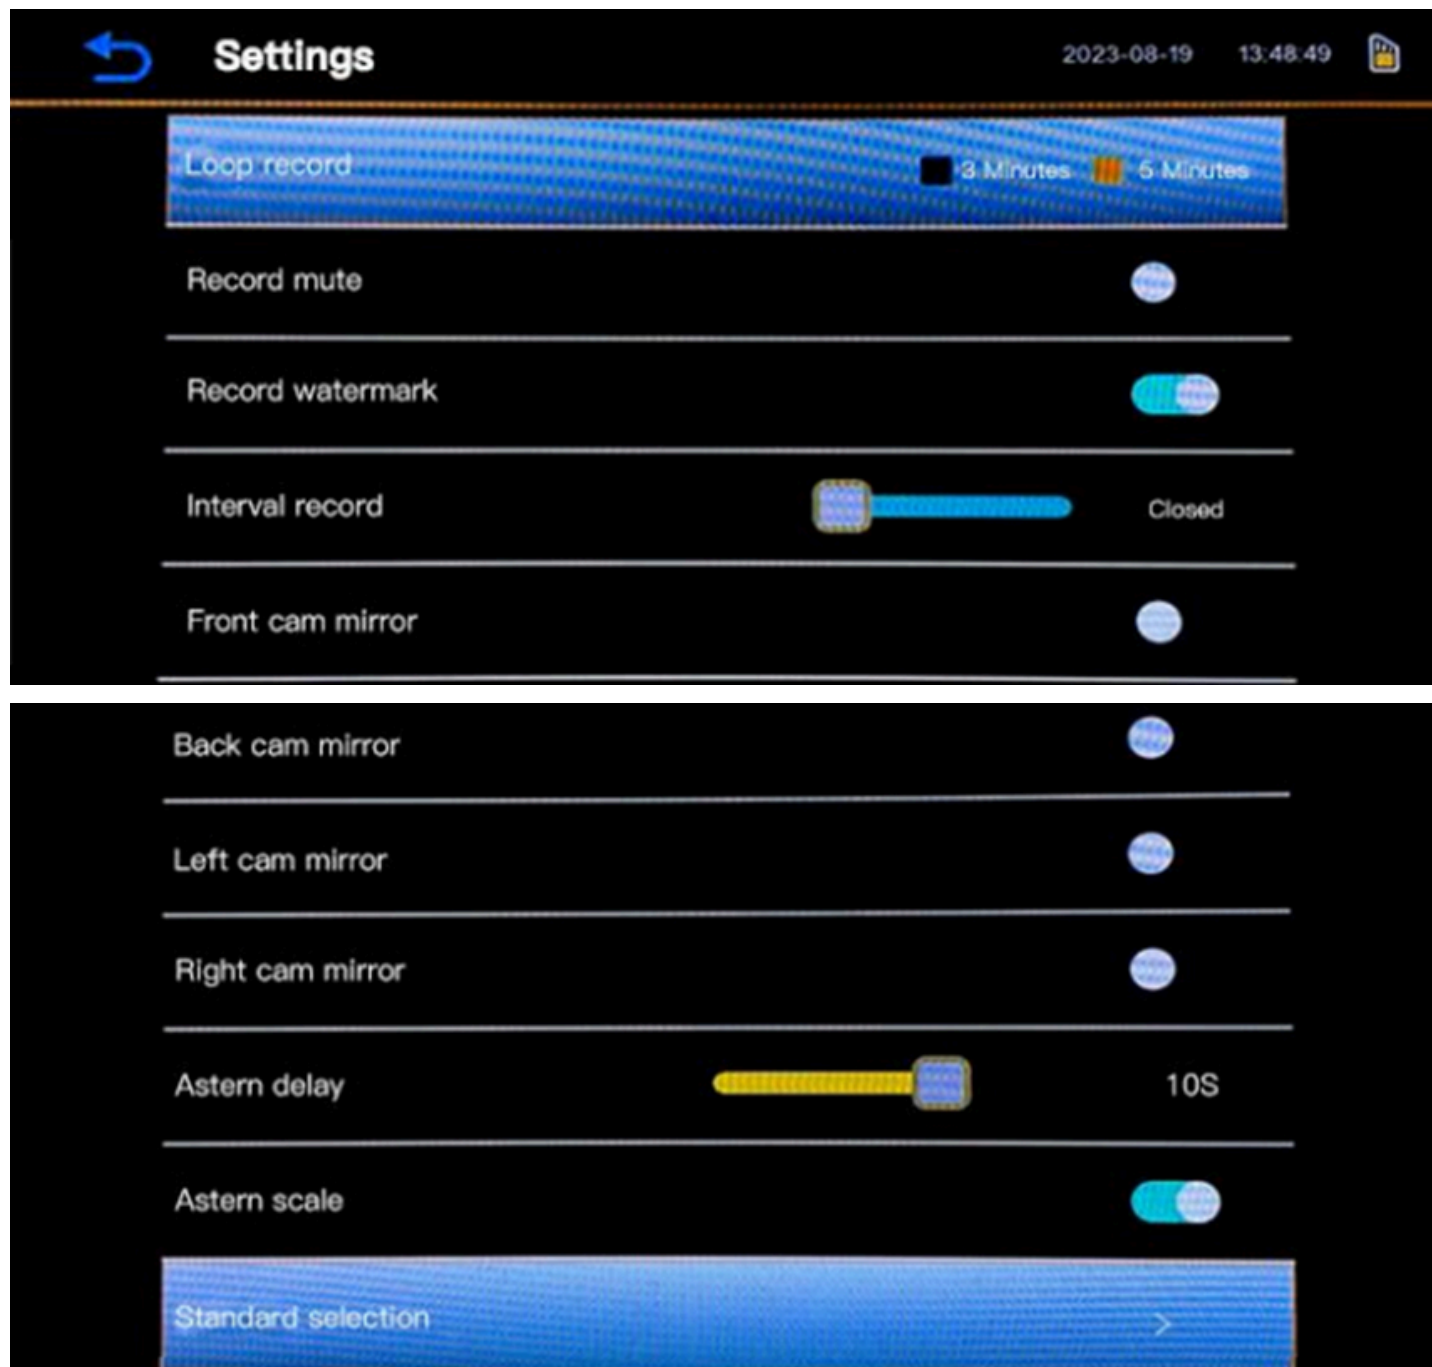 Settings 2023-08-19 13:48:49
Loop record 3 Minutes 5 Minutes
Record mute
Record watermark
Interval record Closed
Front cam mirror
Back cam mirror
Left cam mirror
Right cam mirror
Astern delay 10S
Astern scale
Standard selection >